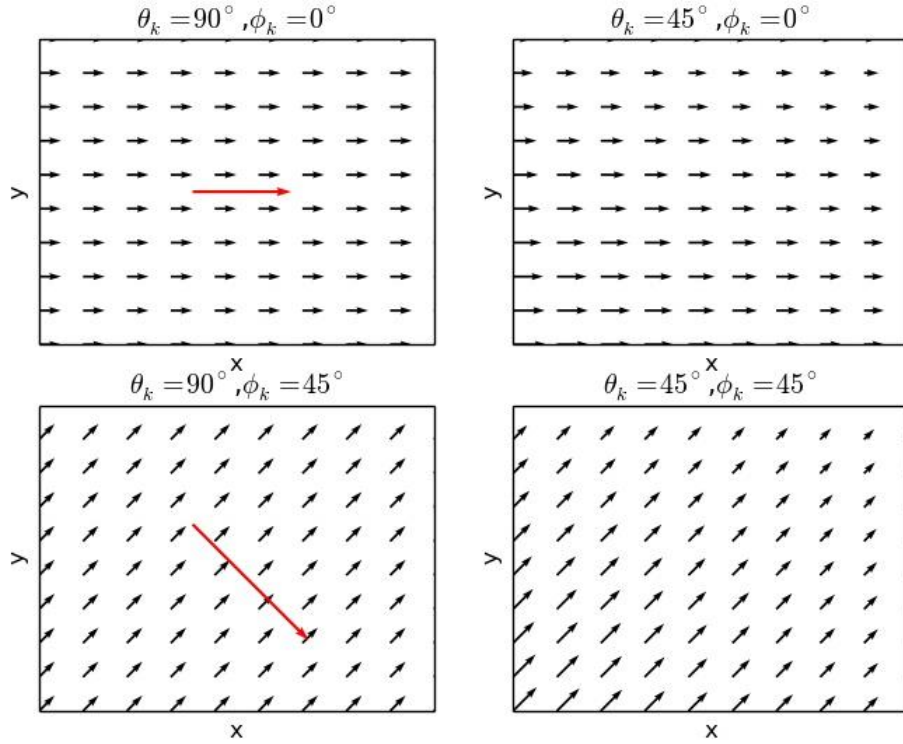 θ_k = 90°, ϕ_k = 0°
θ_k = 45°, ϕ_k = 0°
y
y
x
x
θ_k = 90°, ϕ_k = 45°
θ_k = 45°, ϕ_k = 45°
y
y
x
x